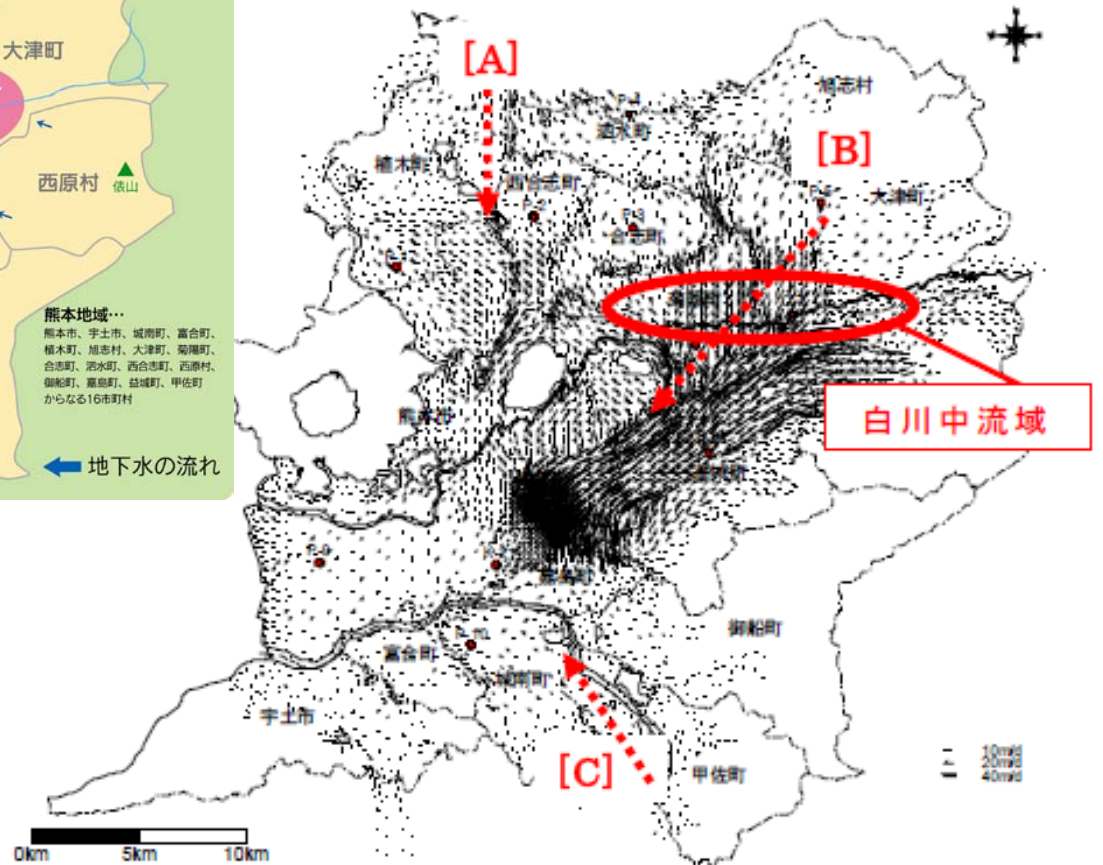 大津町
西原村
俵山
熊本地域…
熊本市、宇土市、城南町、富合町、
植木町、旭志村、大津町、菊陽町、
合志町、泗水町、西合志町、西原村、
御船町、嘉島町、益城町、甲佐町
からなる16市町村
地下水の流れ
[A]
旭志村
P-4
泗水町
[B]
植木町
西合志町
大津町
P-2
P-3
合志町
白川中流域
熊本市
P-9
嘉島町
御船町
P-10
富合町
城南町
宇土市
[C]
甲佐町
10m/d
20m/d
40m/d
0km 5km 10km